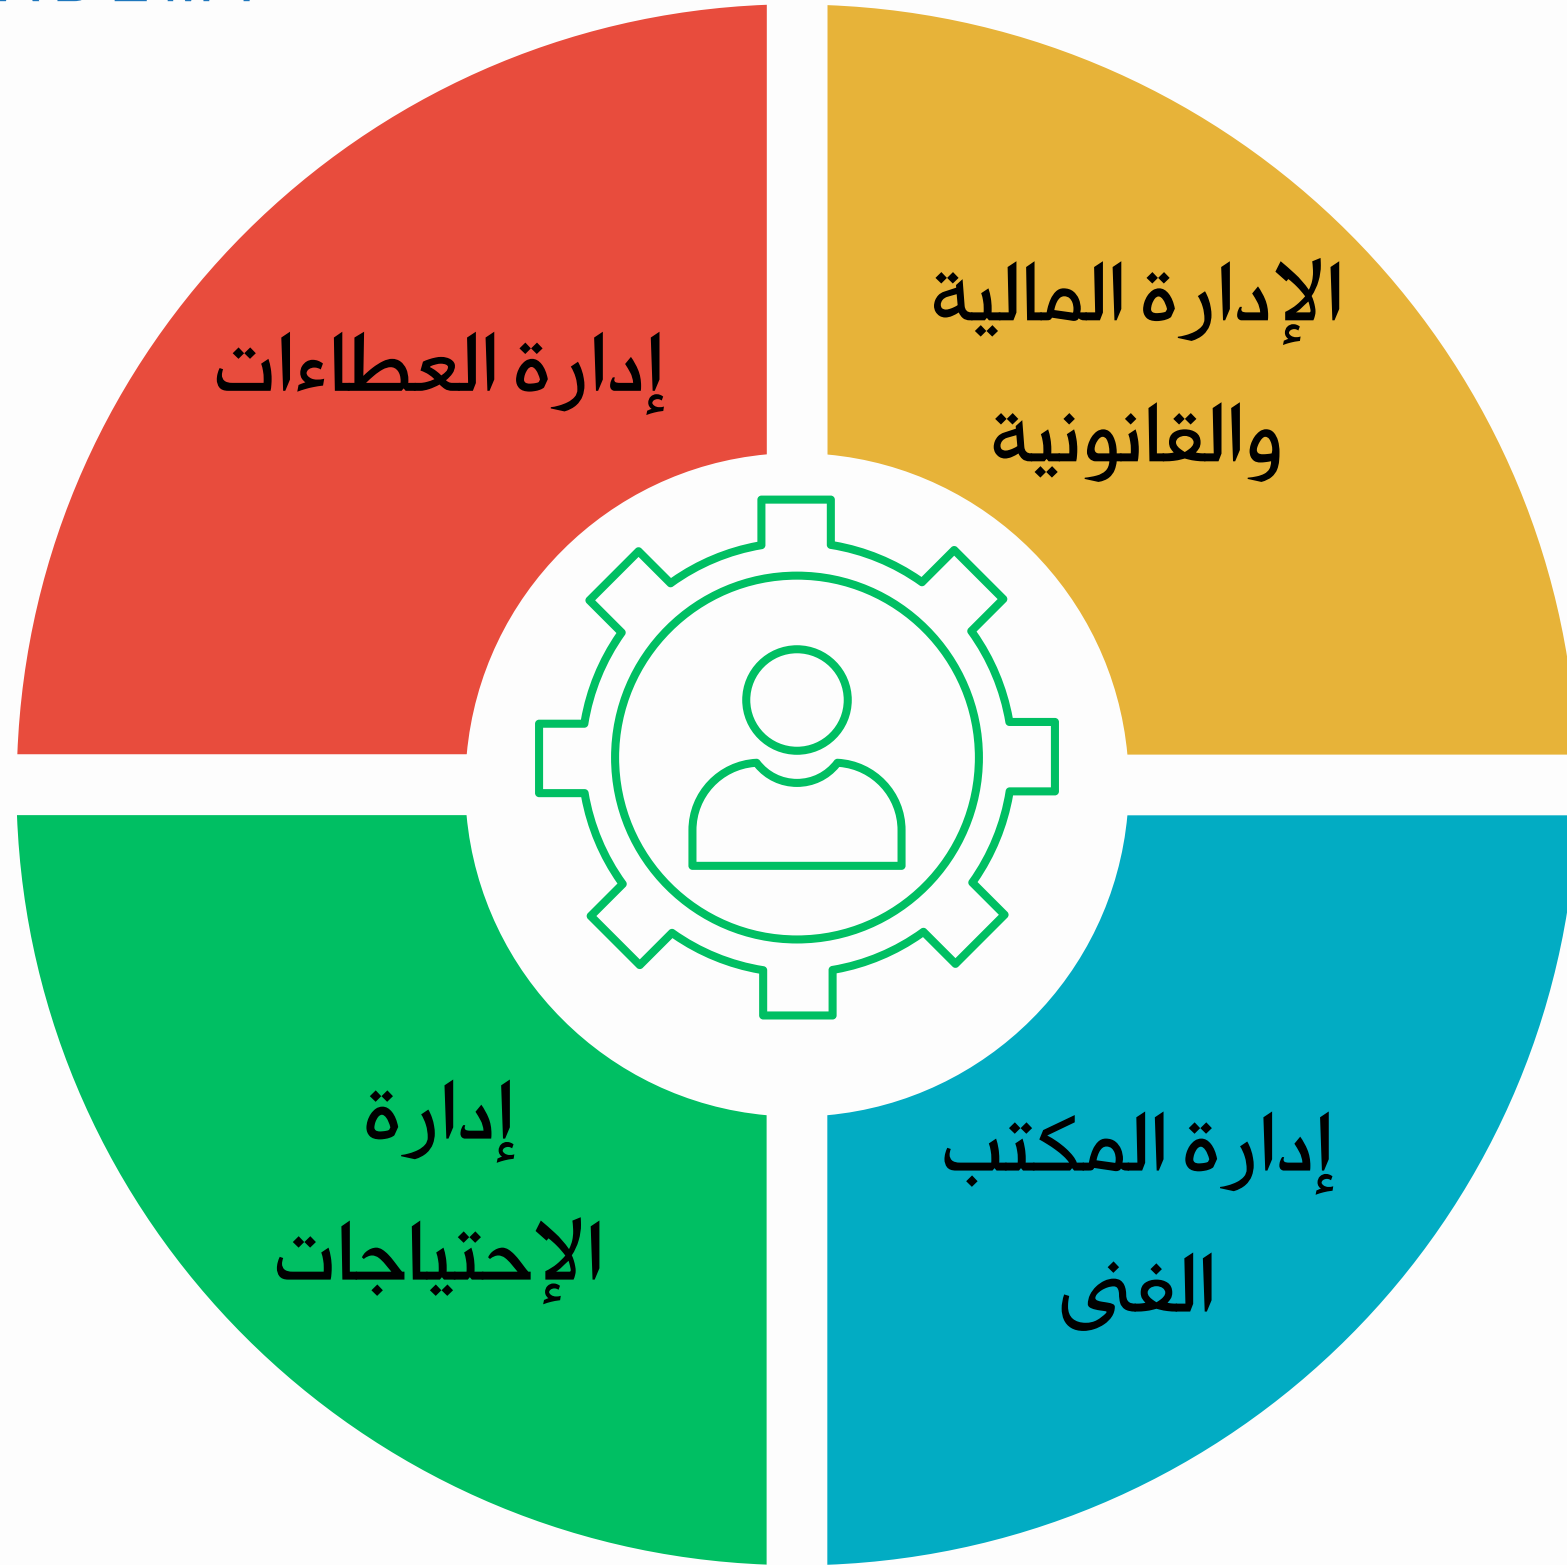 الإدارة المالية
والقانونية
إدارة العطاءات
إدارة المكتب
الفنى
إدارة
الإحتياجات